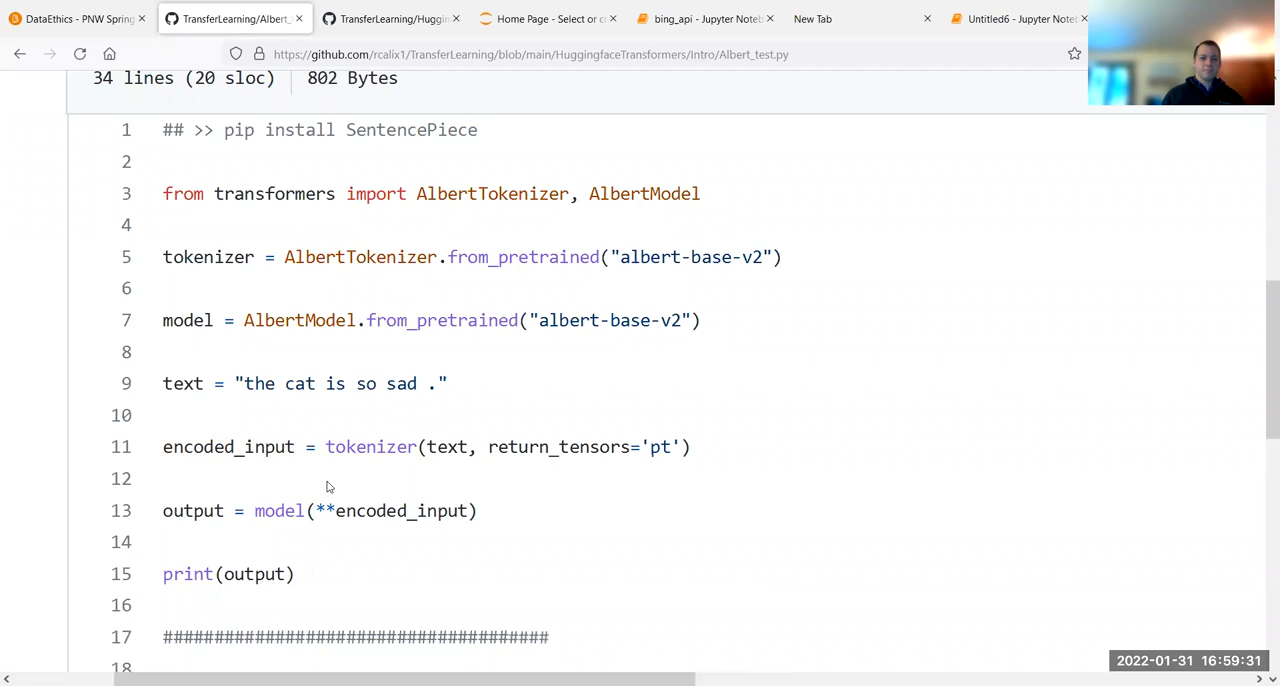 DataEthics - PNW Spring
TransferLearning/Albert_
TransferLearning/Huggin
Home Page - Select or c
bing_api - Jupyter Noteb
New Tab
Untitled6 - Jupyter Note
https://github.com/rcalix1/TransferLearning/blob/main/HuggingfaceTransformers/Intro/Albert_test.py
34 lines (20 sloc) 802 Bytes
1 ## >> pip install SentencePiece
2
3 from transformers import AlbertTokenizer, AlbertModel
4
5 tokenizer = AlbertTokenizer.from_pretrained("albert-base-v2")
6
7 model = AlbertModel.from_pretrained("albert-base-v2")
8
9 text = "the cat is so sad ."
10
11 encoded_input = tokenizer(text, return_tensors='pt')
12
13 output = model(**encoded_input)
14
15 print(output)
16
17 ######################################
18
2022-01-31 16:59:31